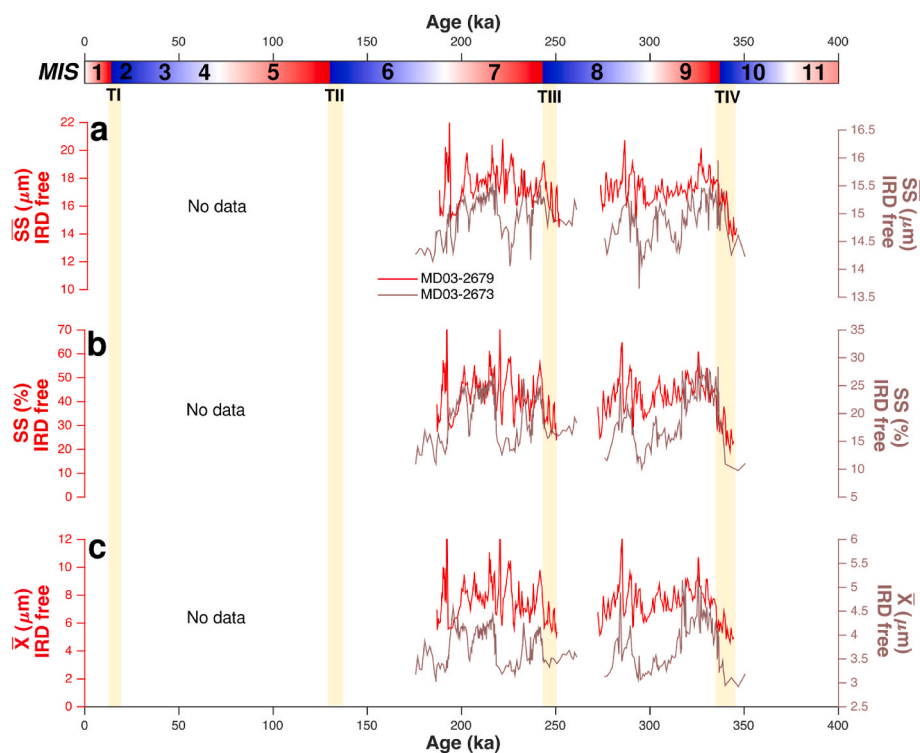 Age (ka)
0 50 100 150 200 250 300 350 400
MIS 1 2 3 4 5 6 7 8 9 10 11
TI TII TIII TIV
a
22
20
18
16
14
12
10
SS (μm)
IRD free
No data
MD03-2679
MD03-2673
16.5
16
15.5
15
14.5
14
13.5
SS (μm)
IRD free
b
70
60
50
40
30
20
10
0
SS (%)
IRD free
No data
35
30
25
20
15
10
5
SS (%)
IRD free
c
12
10
8
6
4
2
0
X (μm)
IRD free
No data
6
5.5
5
4.5
4
3.5
3
2.5
X (μm)
IRD free
0 50 100 150 200 250 300 350 400
Age (ka)